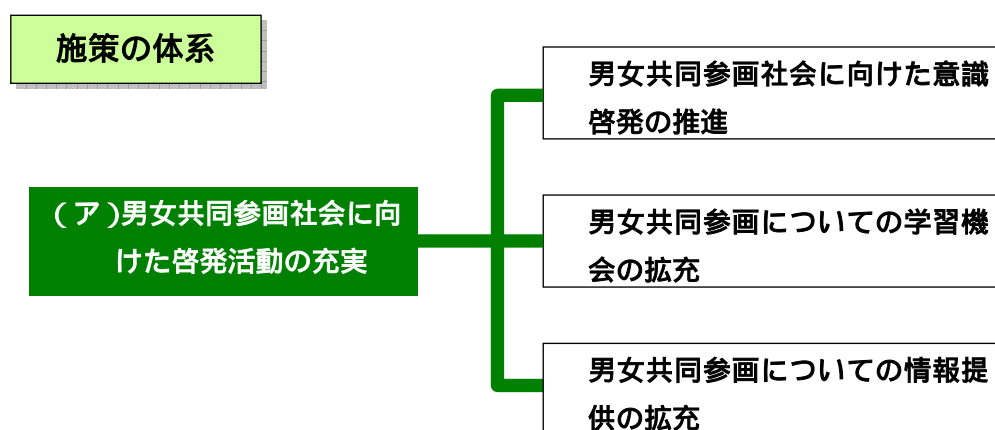 施策の体系
男女共同参画社会に向けた意識
啓発の推進
(ア)男女共同参画社会に向
けた啓発活動の充実
男女共同参画についての学習機
会の拡充
男女共同参画についての情報提
供の拡充